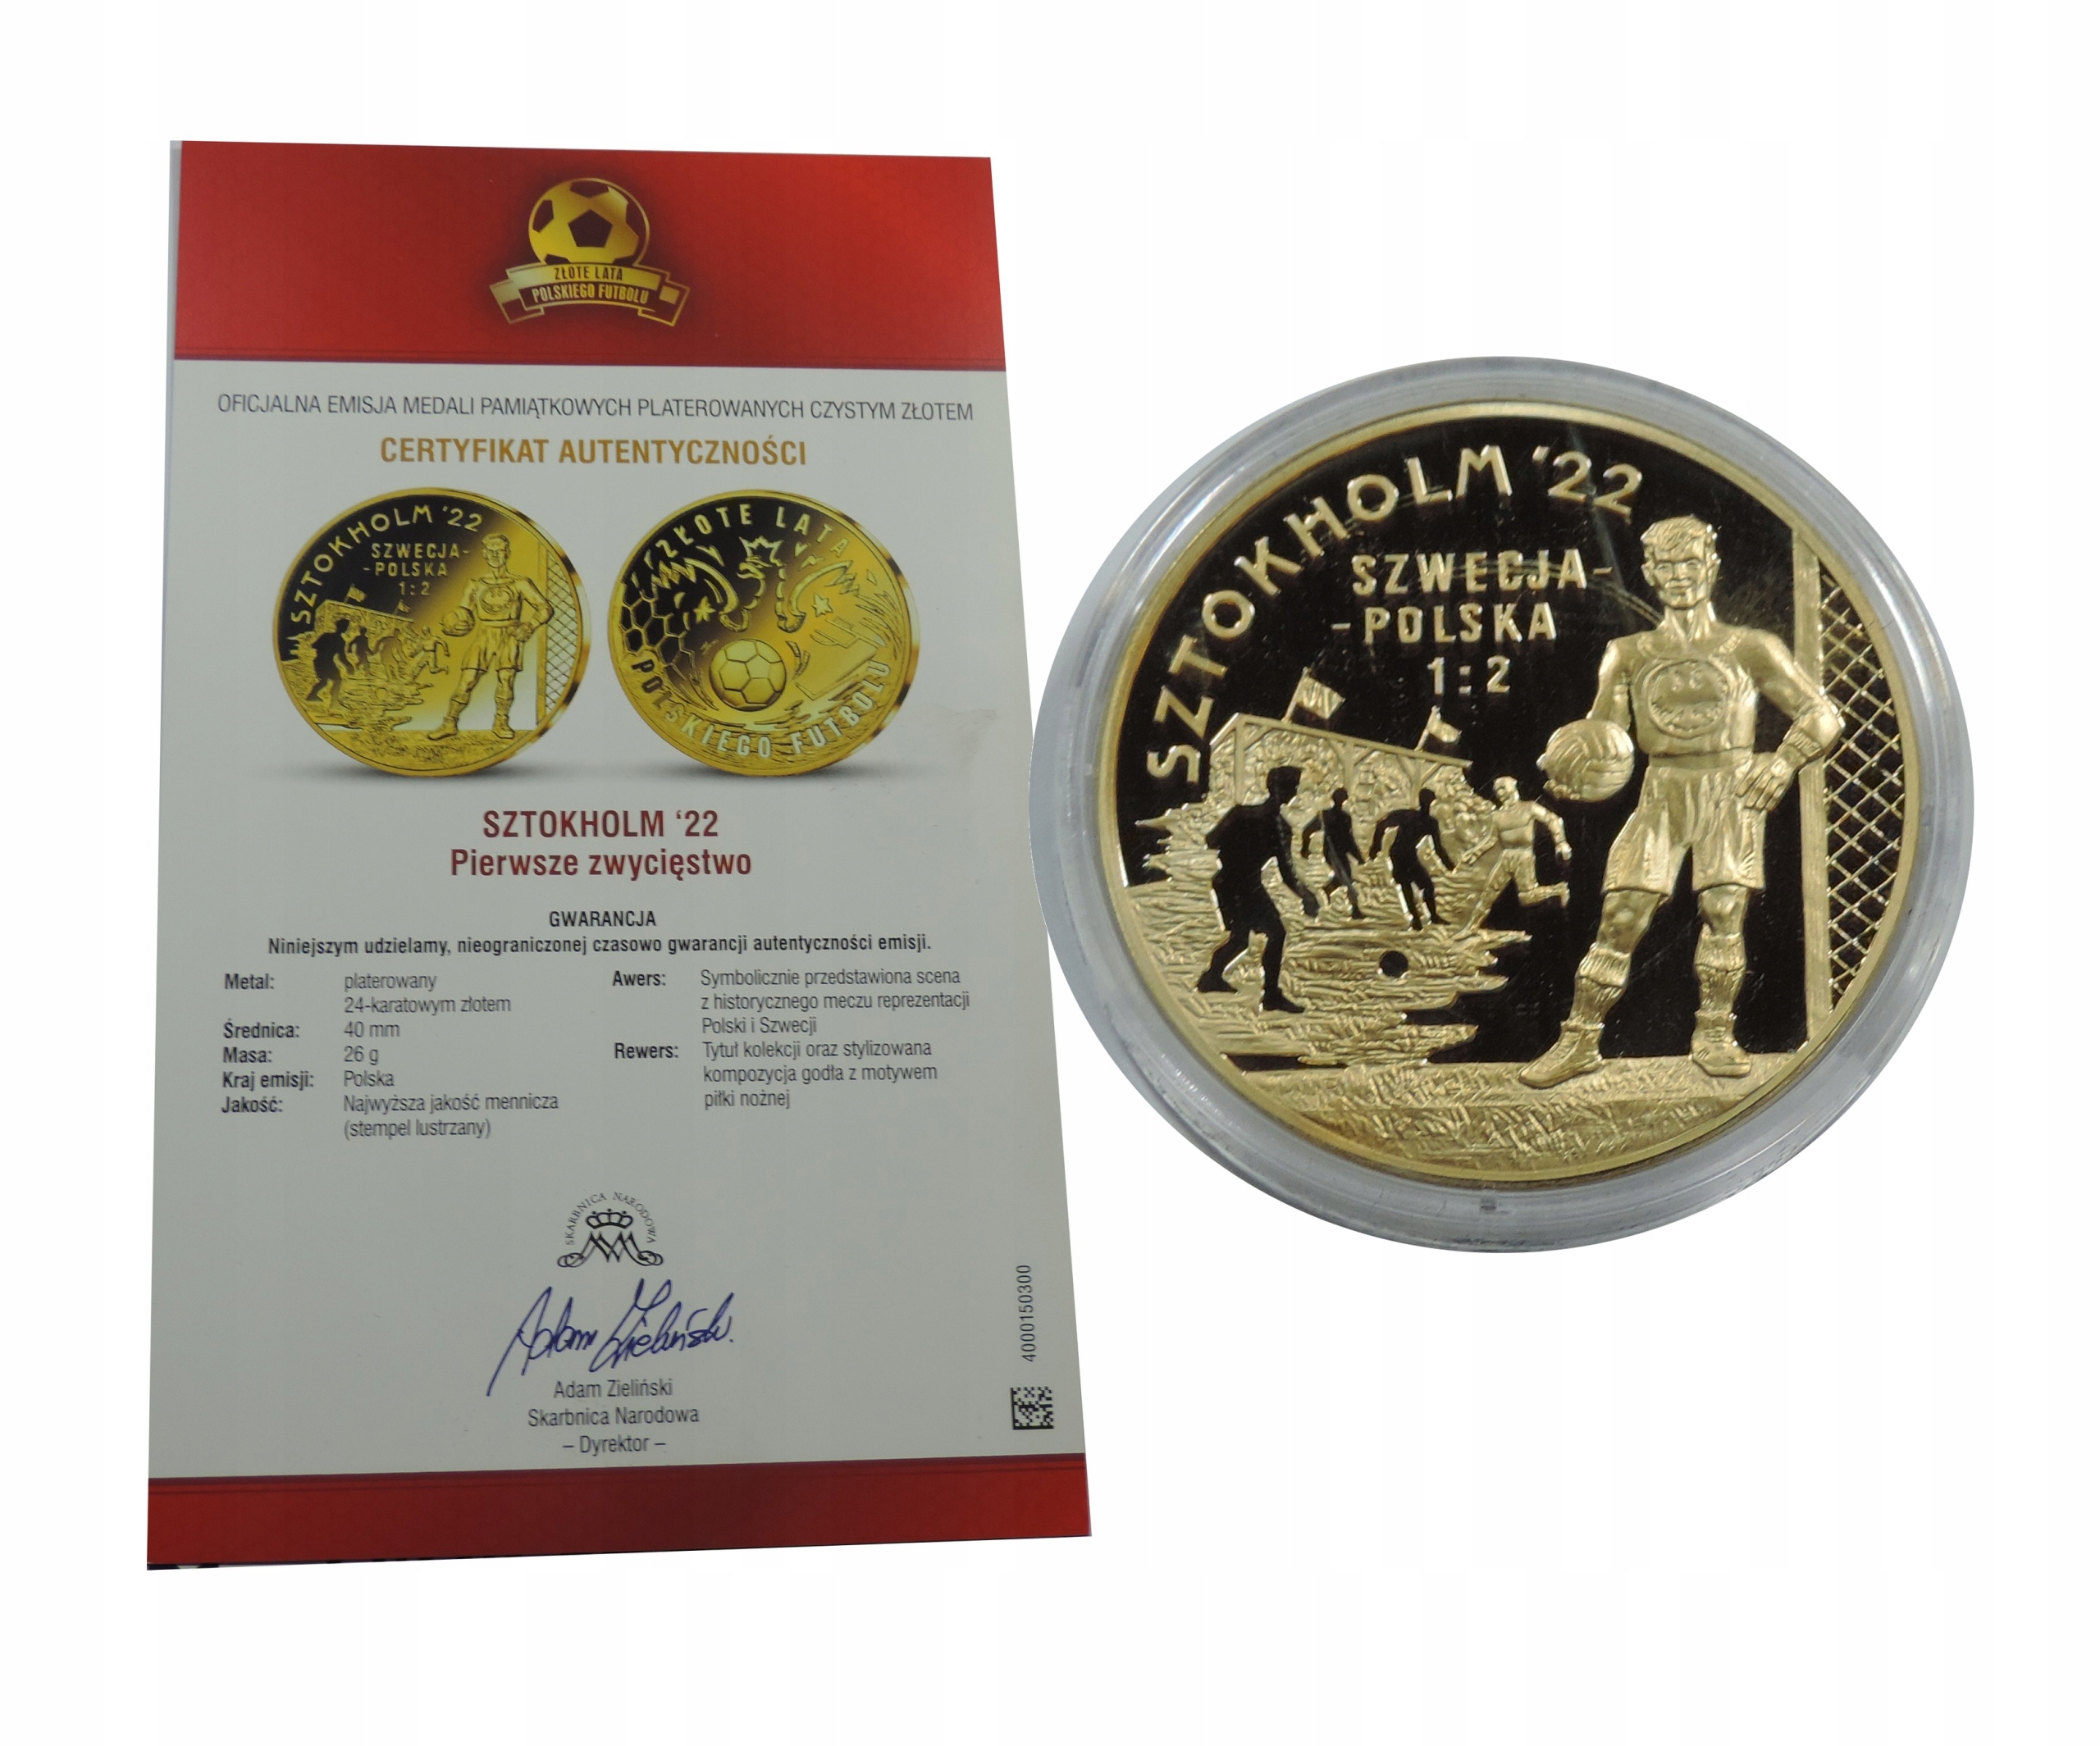 ZŁOTE LATA
POLSKIEGO FUTBOLU
OFICJALNA EMISJA MEDALI PAMIĄTKOWYCH PLATEROWANYCH CZYSTYM ZŁOTEM
CERTYFIKAT AUTENTYCZNOŚCI
SZTOKHOLM '22
SZWECJA-
-POLSKA
1:2
ZŁOTE LATA
POLSKIEGO FUTBOLU
SZTOKHOLM ‘22
Pierwsze zwycięstwo
GWARANCJA
Niniejszym udzielamy, nieograniczonej czasowo gwarancji autentyczności emisji.
Metal: platerowany
24-karatowym złotem
Średnica: 40 mm
Masa: 26 g
Kraj emisji: Polska
Jakość: Najwyższa jakość mennicza
(stempel lustrzany)
Awers: Symbolicznie przedstawiona scena
z historycznego meczu reprezentacji
Polski i Szwecji
Rewers: Tytuł kolekcji oraz stylizowana
kompozycja godła z motywem
piłki nożnej
SKARBNICA NARODOWA
Adam Zieliński
Adam Zieliński
Skarbnica Narodowa
– Dyrektor –
4000150300
SZTOKHOLM '22
SZWECJA-
-POLSKA
1:2